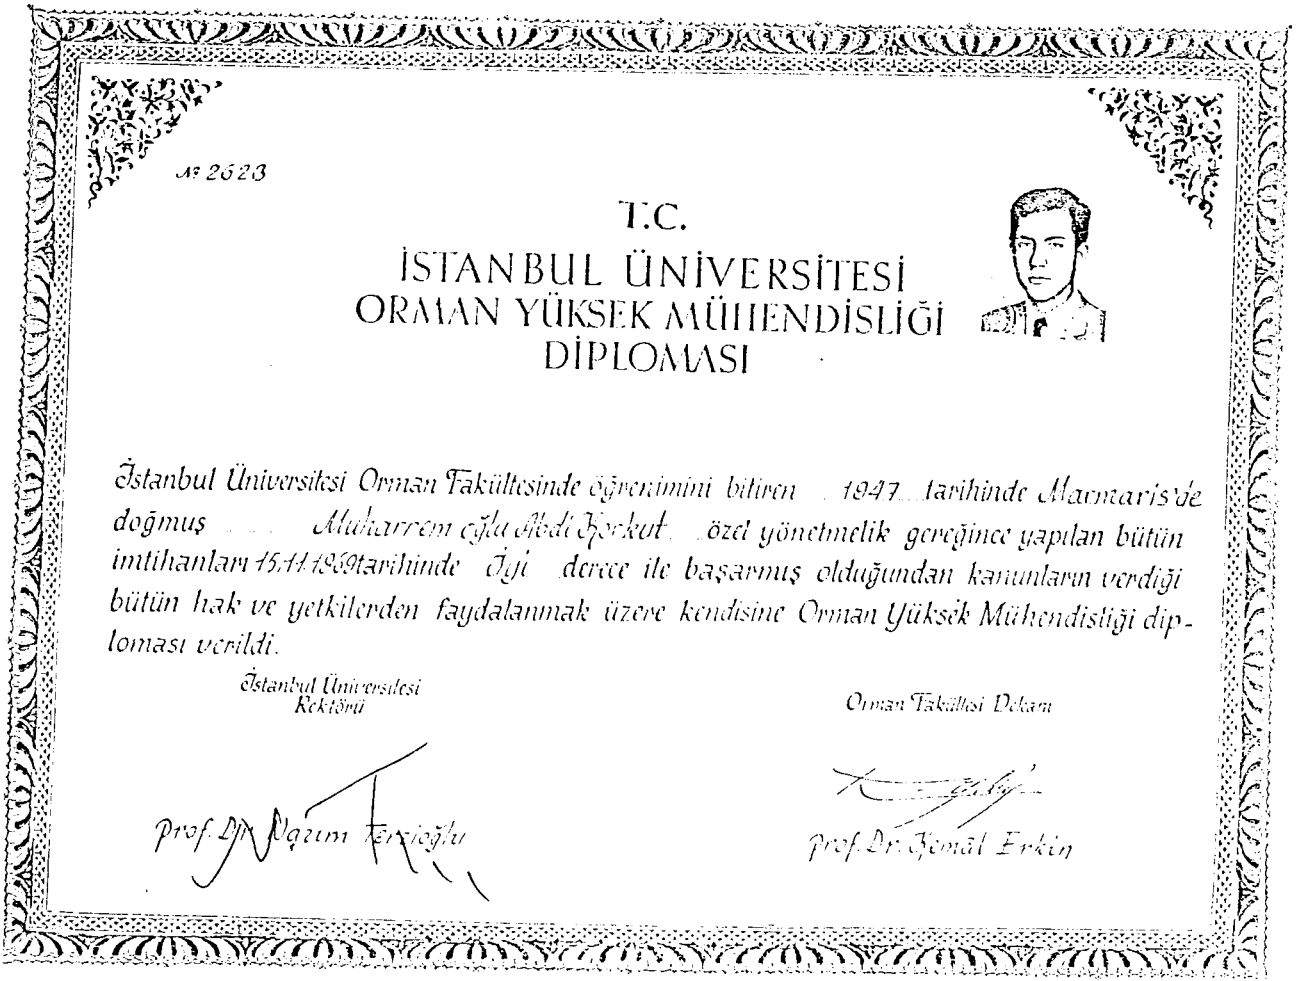 № 2623
T.C.
İSTANBUL ÜNİVERSİTESİ
ORMAN YÜKSEK MÜHENDİSLİĞİ
DİPLOMASI
İstanbul Üniversitesi Orman Fakültesinde öğrenimini bitiren 1947 tarihinde Marmaris'de
doğmuş Muharrem oğlu Abdi Korkut özel yönetmelik gereğince yapılan bütün
imtihanları 15.11.1969 tarihinde İyi derece ile başarmış olduğundan kanunların verdiği
bütün hak ve yetkilerden faydalanmak üzere kendisine Orman Yüksek Mühendisliği dip-
loması verildi.
İstanbul Üniversitesi
Rektörü
Orman Fakültesi Dekanı
Prof. Dr. Nazım Terzioğlu
Prof. Dr. Kemâl Erkin